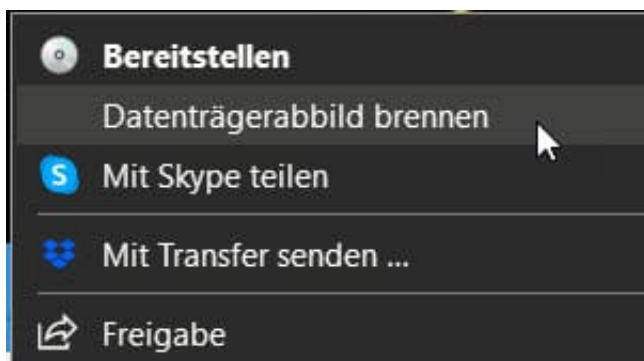 Bereitstellen
Datenträgerabbild brennen
Mit Skype teilen
Mit Transfer senden ...
Freigabe